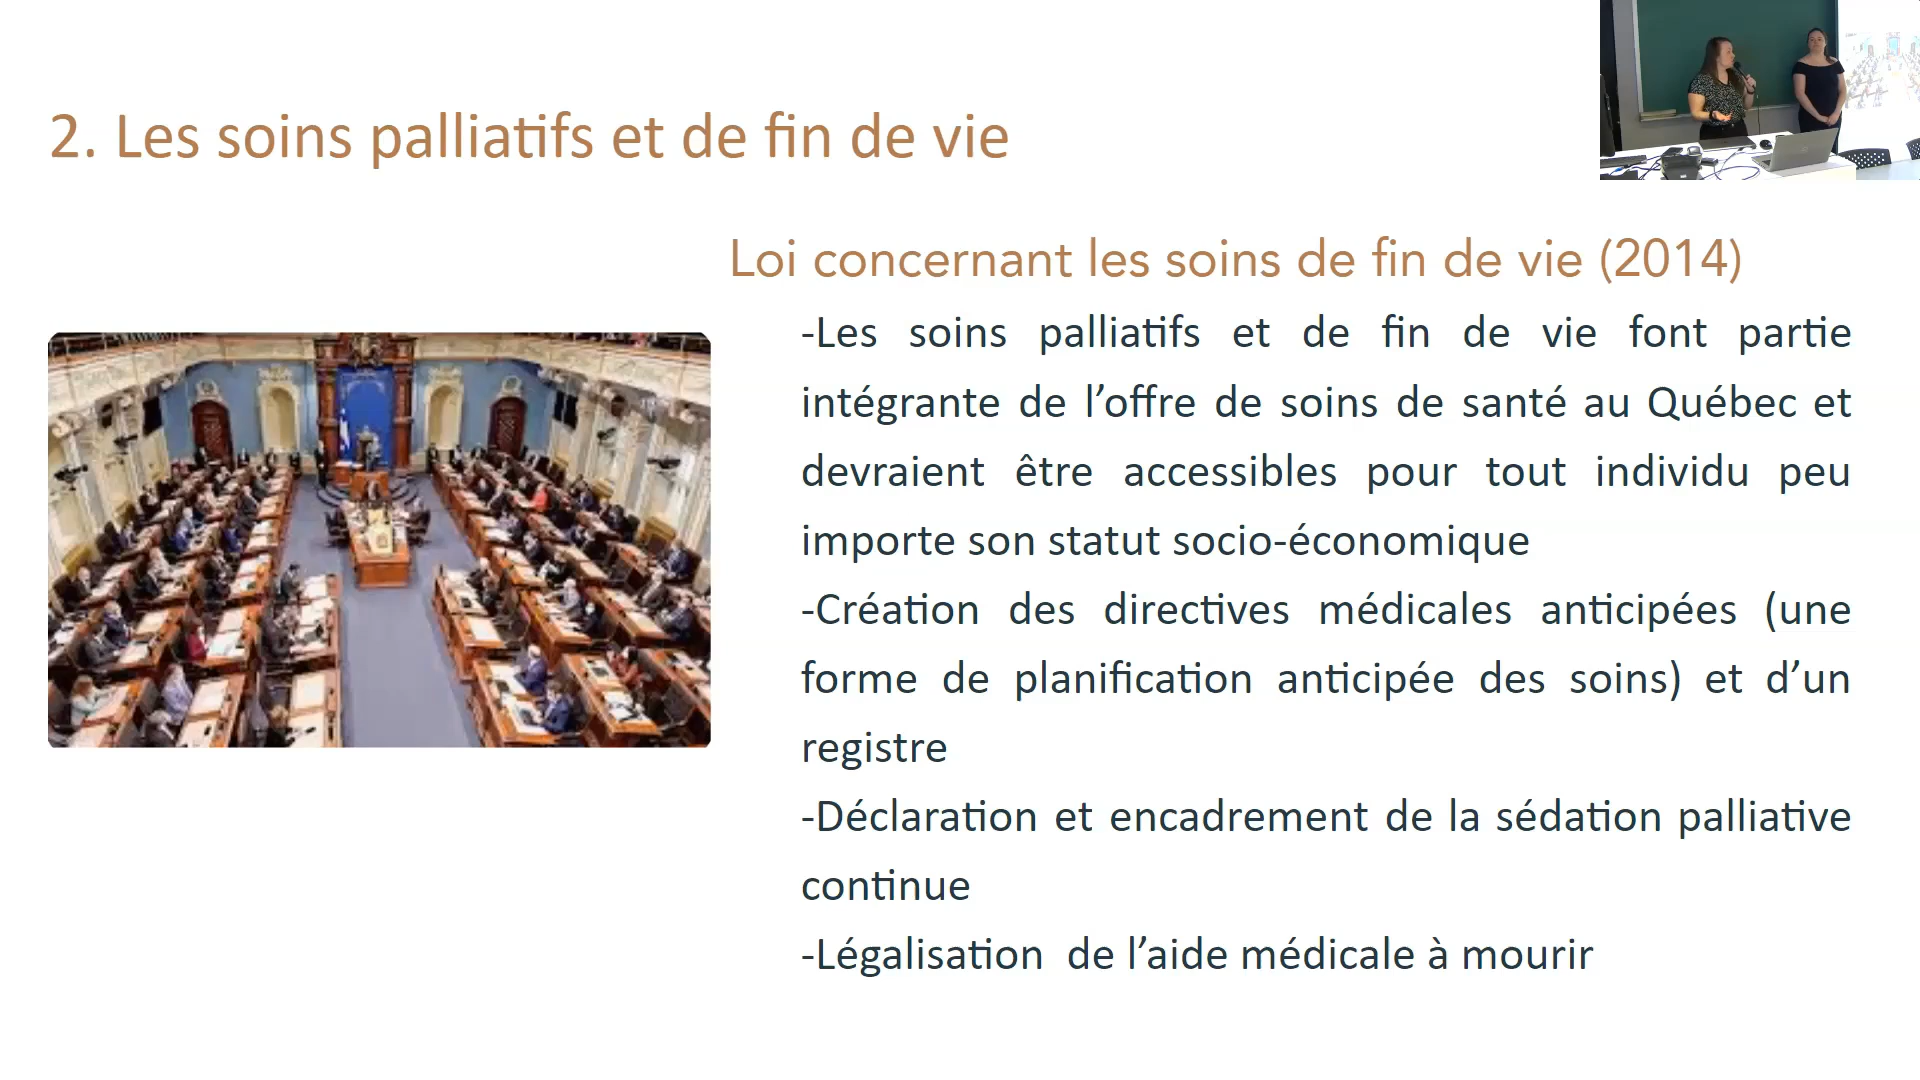 2. Les soins palliatifs et de fin de vie
Loi concernant les soins de fin de vie (2014)
-Les soins palliatifs et de fin de vie font partie
intégrante de l’offre de soins de santé au Québec et
devraient être accessibles pour tout individu peu
importe son statut socio-économique
-Création des directives médicales anticipées (une
forme de planification anticipée des soins) et d’un
registre
-Déclaration et encadrement de la sédation palliative
continue
-Légalisation  de l’aide médicale à mourir